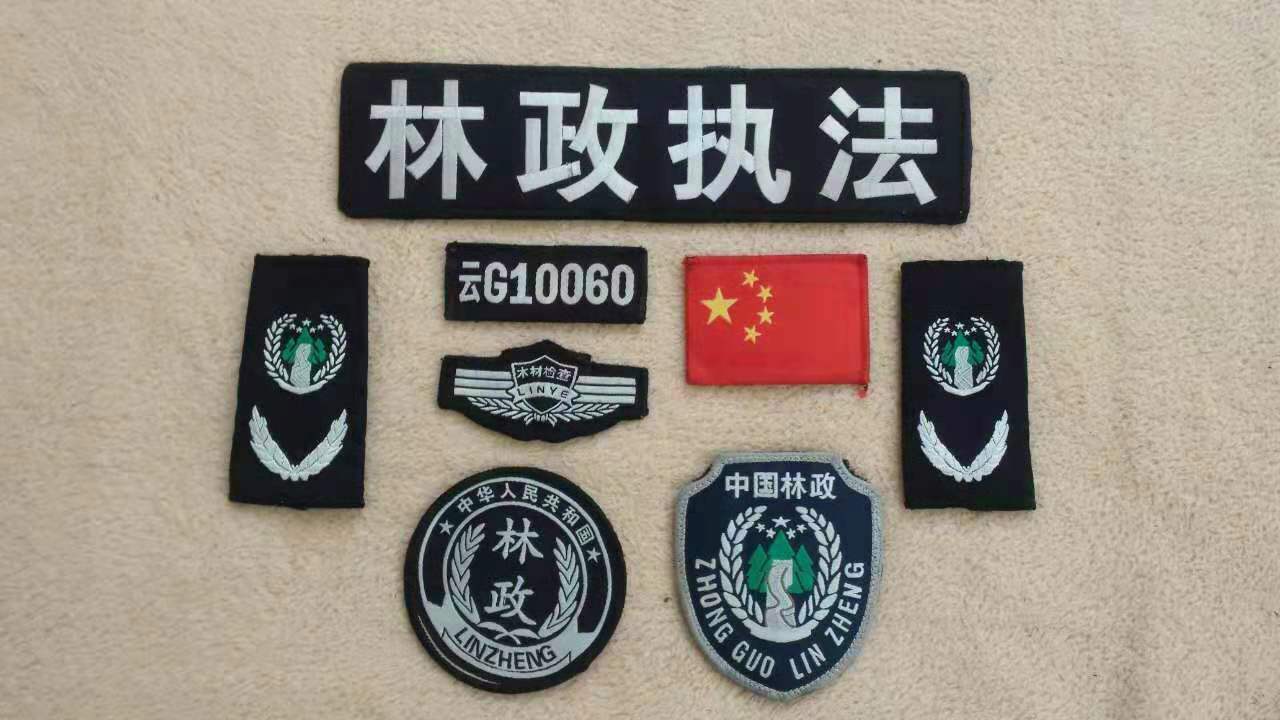 林政执法
云G10060
木材检查
LINYE
中华人民共和国
林政
LINZHENG
中国林政
ZHONG GUO LIN ZHENG